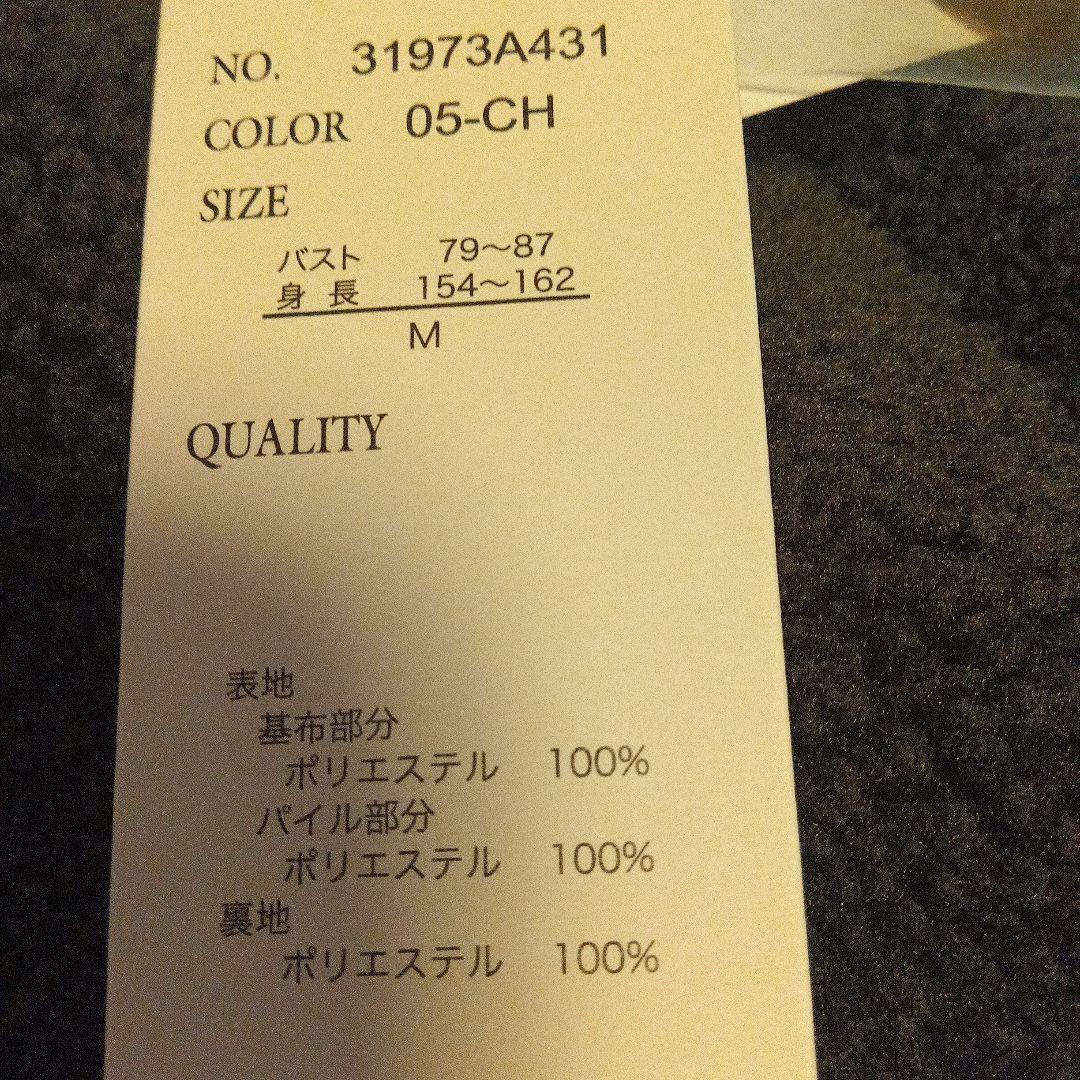 NO. 31973A431
COLOR 05-CH
SIZE
バスト 79～87
身 長 154～162
M
QUALITY
表地
基布部分
ポリエステル 100%
パイル部分
ポリエステル 100%
裏地
ポリエステル 100%